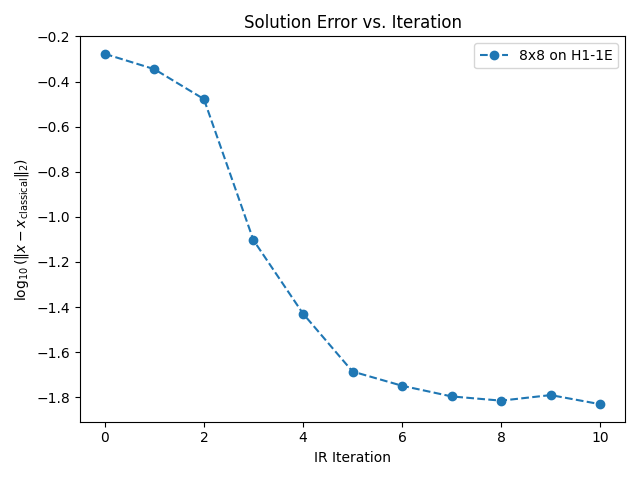 Solution Error vs. Iteration
8x8 on H1-1E
log₁₀(‖x − x_classical‖₂)
−0.2
−0.4
−0.6
−0.8
−1.0
−1.2
−1.4
−1.6
−1.8
0 2 4 6 8 10
IR Iteration